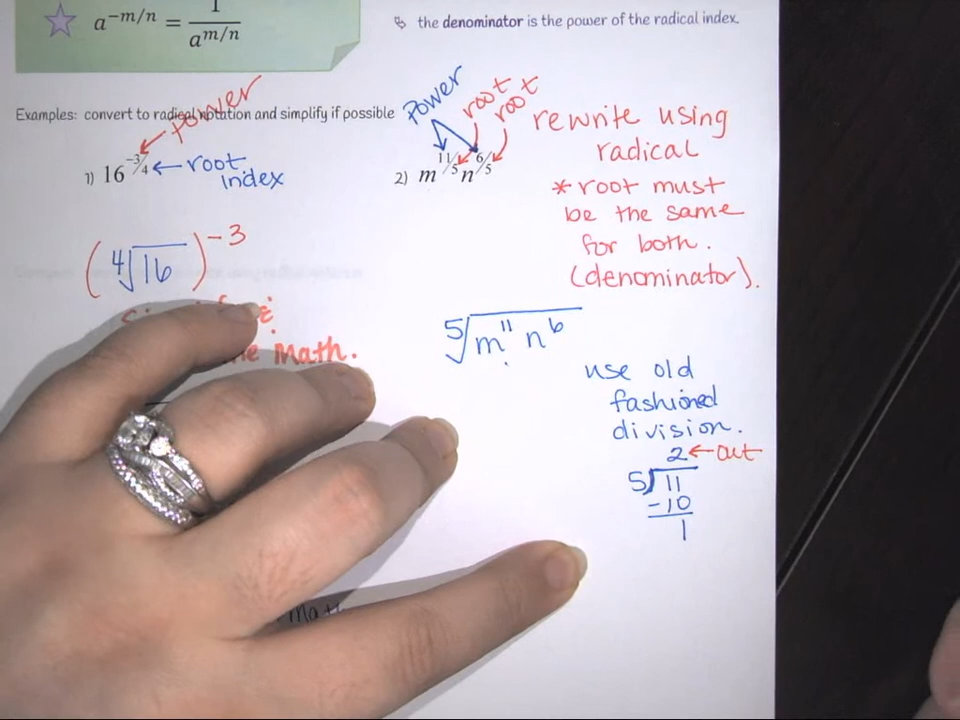 a^{-m/n} = 1/a^{m/n}
the denominator is the power of the radical index.
Examples: convert to radical notation and simplify if possible
power
1) 16^{-3/4} ← root index
(⁴√16)^{-3}
Math.
power root root
2) m^{11/5} n^{6/5}
rewrite using
radical
* root must
be the same
for both.
(denominator).
⁵√(m^{11} n^{6})
use old
fashioned
division.
2 ← out
5√11
-10
1